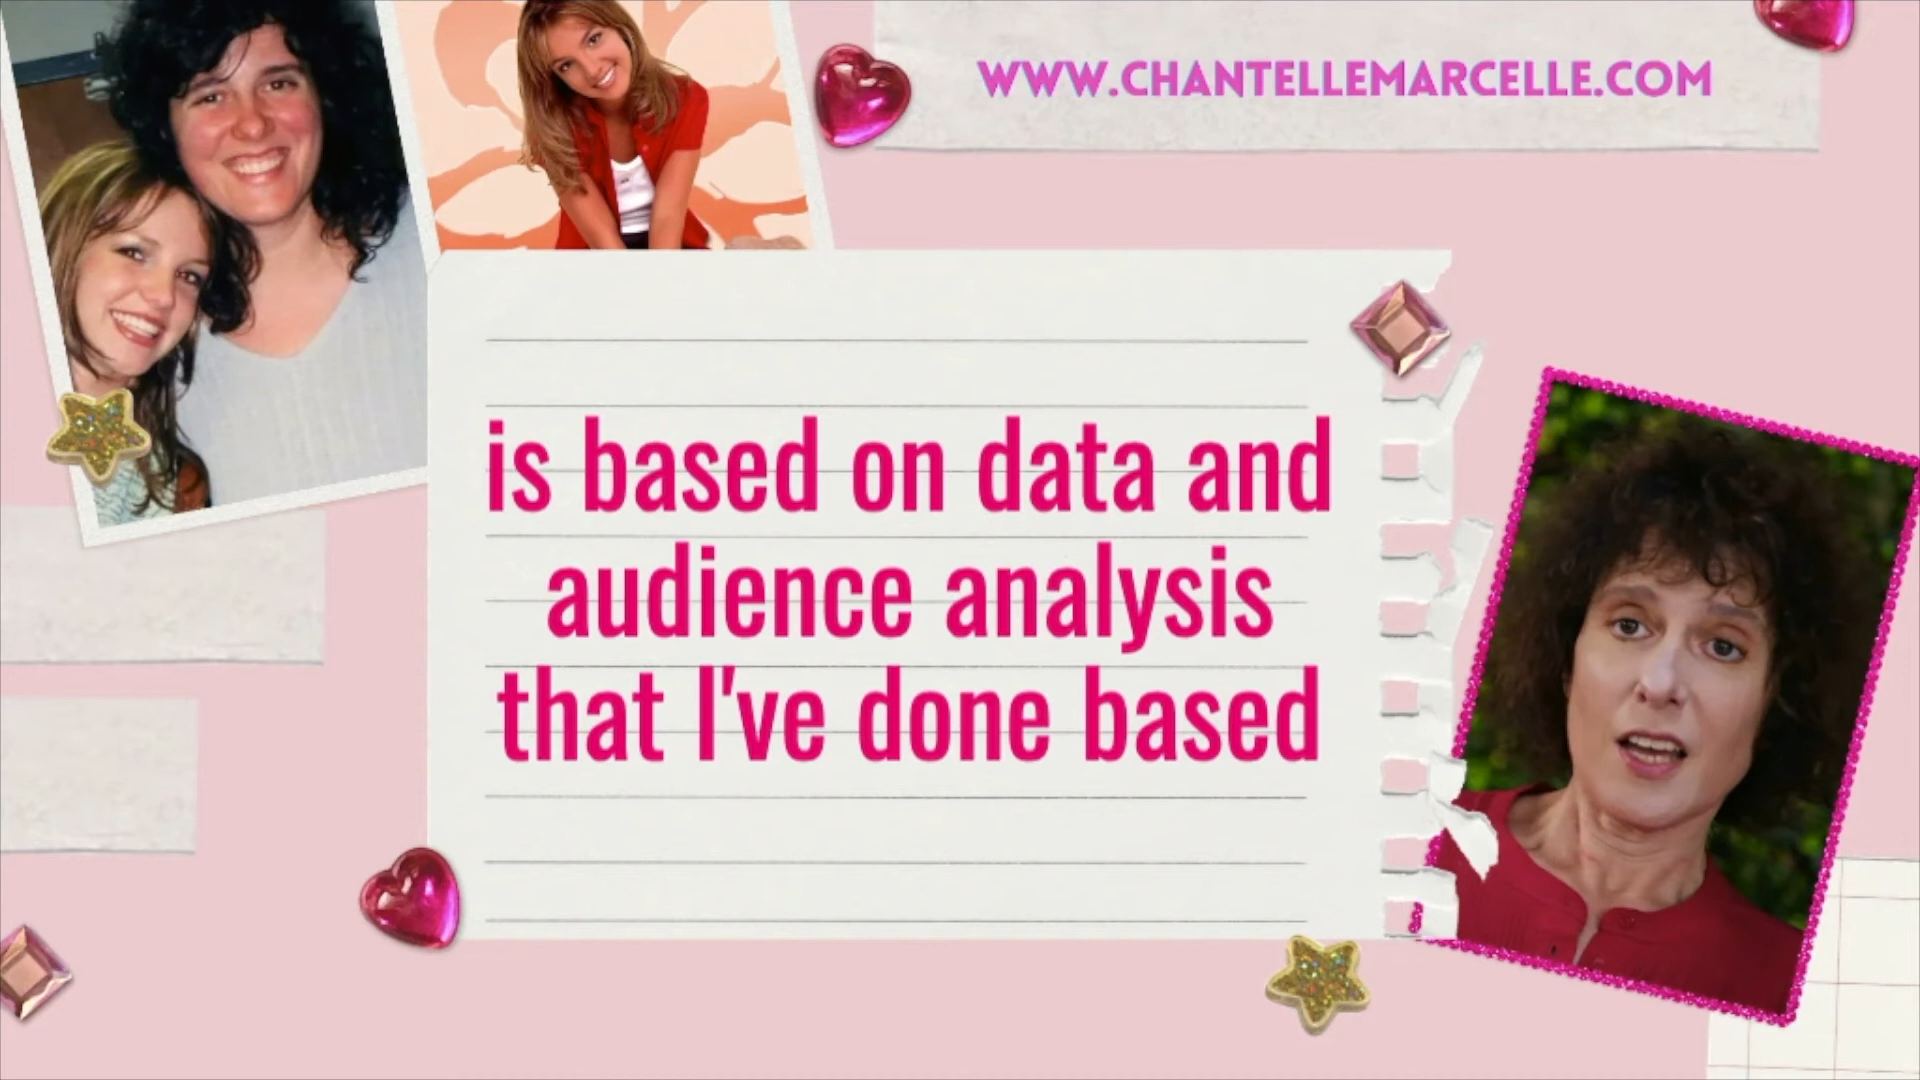 WWW.CHANTELLEMARCELLE.COM
is based on data and
audience analysis
that I've done based